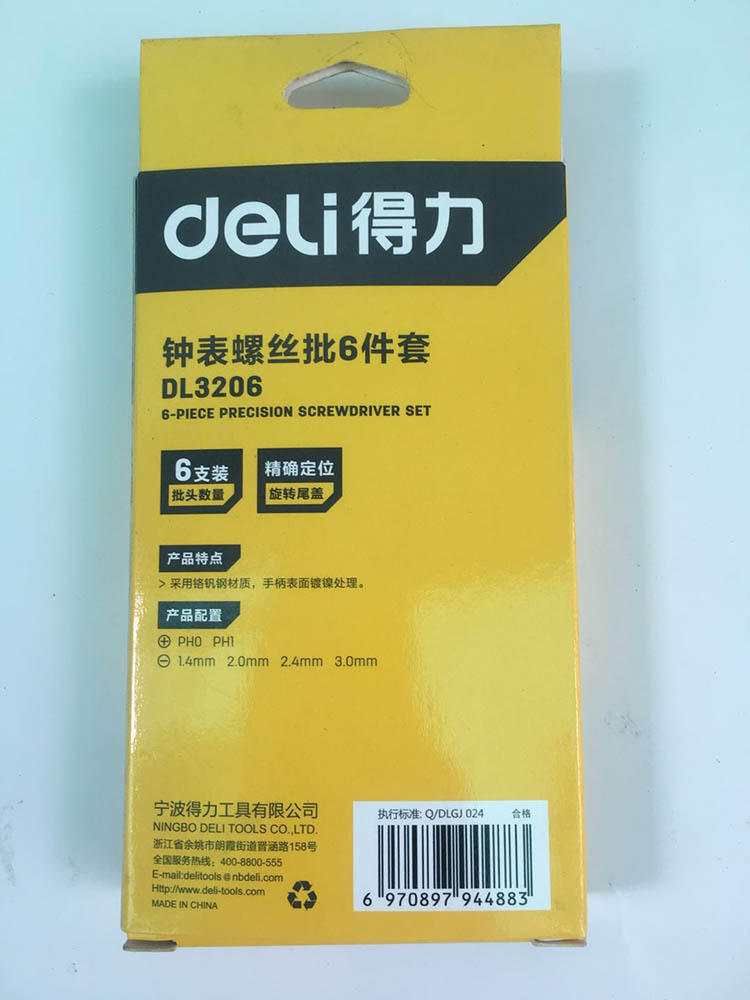 deli得力
钟表螺丝批6件套
DL3206
6-PIECE PRECISION SCREWDRIVER SET
6支装
批头数量
精确定位
旋转尾盖
产品特点
> 采用铬钒钢材质，手柄表面镀镍处理。
产品配置
⊕ PH0 PH1
⊖ 1.4mm 2.0mm 2.4mm 3.0mm
宁波得力工具有限公司
NINGBO DELI TOOLS CO.,LTD.
浙江省余姚市朗霞街道晋涵路158号
全国服务热线：400-8800-555
E-mail:delitools@nbdeli.com
Http://www.deli-tools.com
MADE IN CHINA
执行标准: Q/DLGJ 024 合格
6 970897 944883